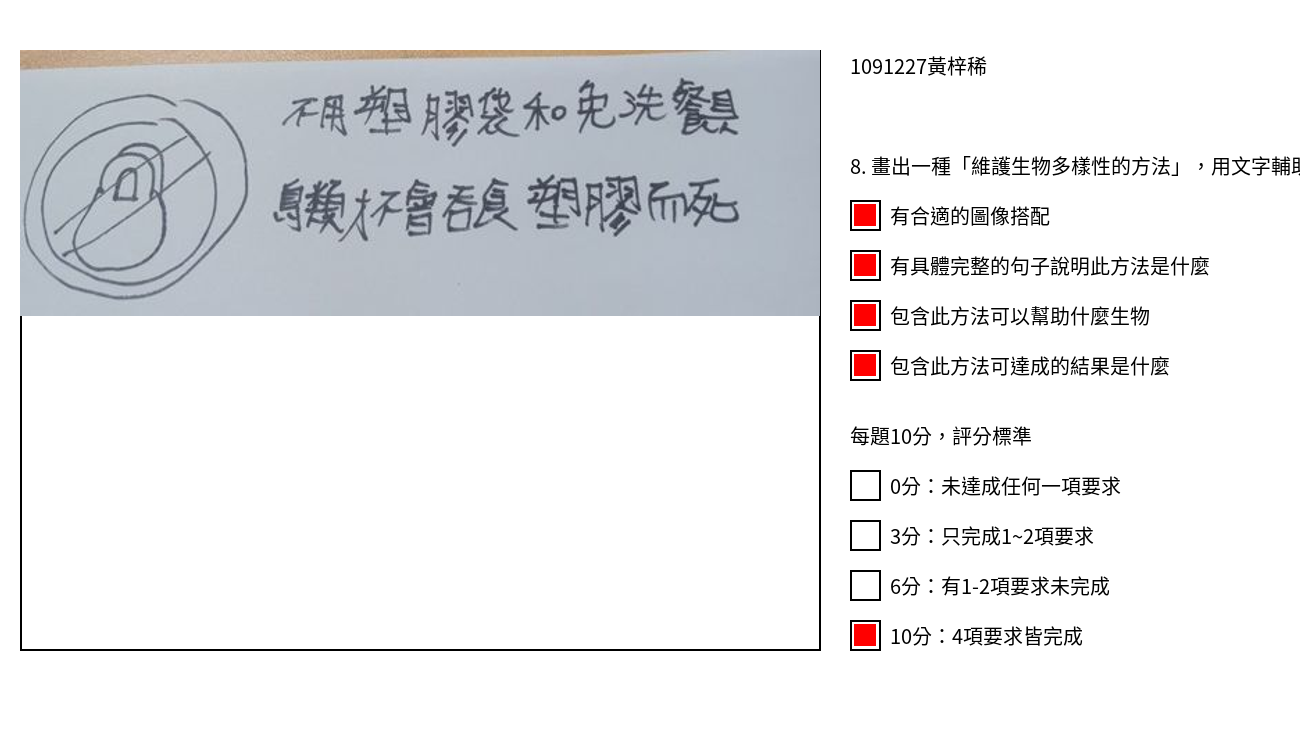 不用塑膠袋和免洗餐具
鳥類才不會吞食塑膠而死
1091227黃梓稀
8. 畫出一種「維護生物多樣性的方法」，用文字輔
有合適的圖像搭配
有具體完整的句子說明此方法是什麼
包含此方法可以幫助什麼生物
包含此方法可達成的結果是什麼
每題10分，評分標準
0分：未達成任何一項要求
3分：只完成1~2項要求
6分：有1-2項要求未完成
10分：4項要求皆完成